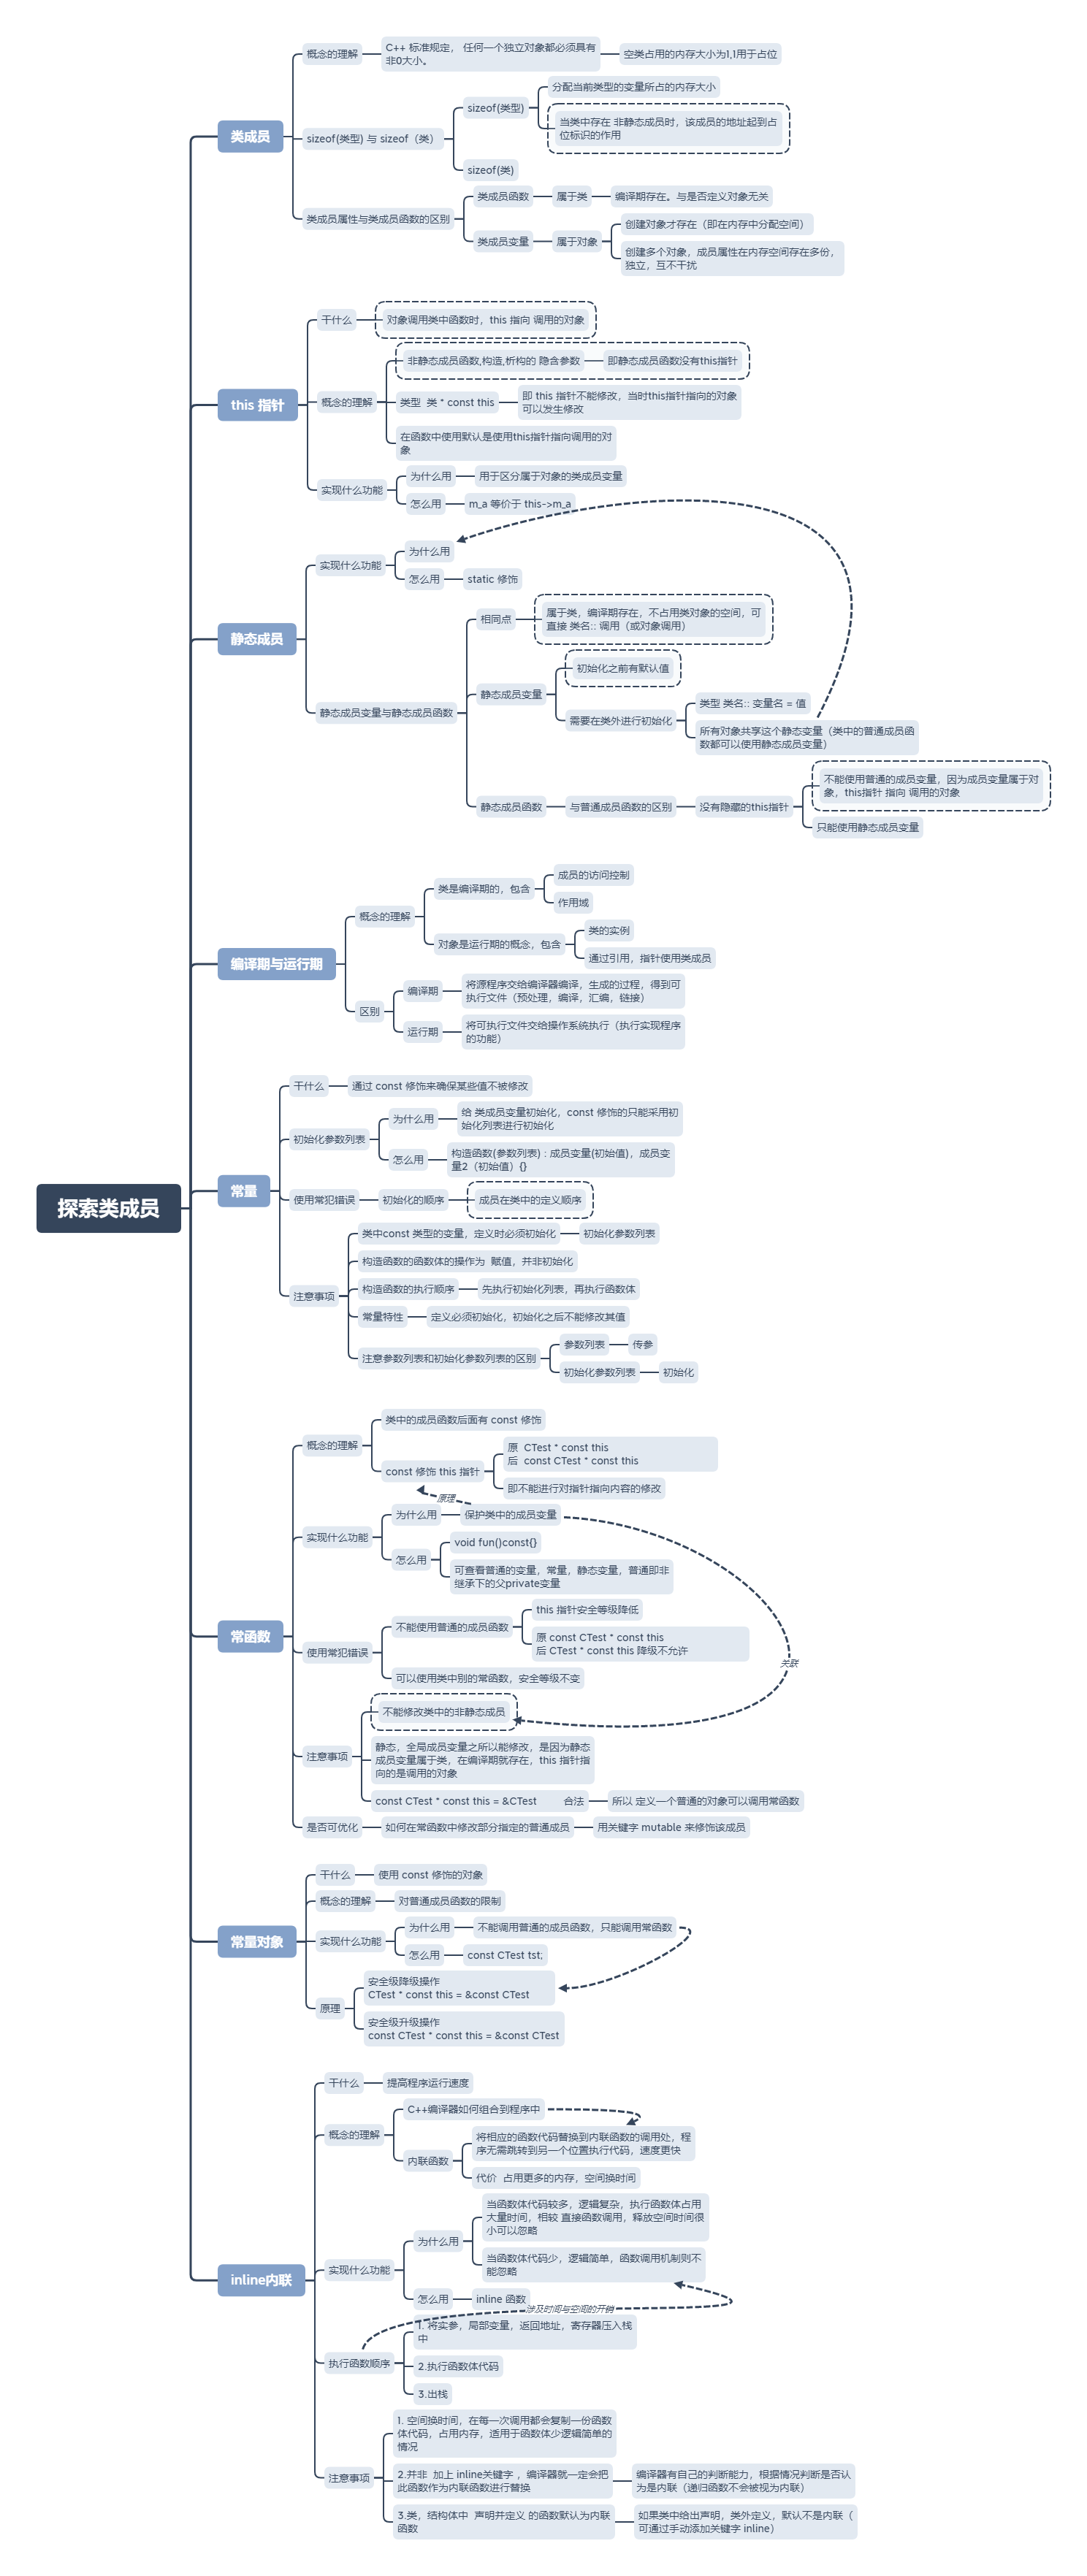 探索类成员
类成员
概念的理解
C++ 标准规定， 任何一个独立对象都必须具有
非0大小。
空类占用的内存大小为1,1用于占位
sizeof(类型) 与 sizeof（类）
sizeof(类型)
分配当前类型的变量所占的内存大小
当类中存在 非静态成员时，该成员的地址起到占
位标识的作用
sizeof(类)
类成员属性与类成员函数的区别
类成员函数
属于类
编译期存在。与是否定义对象无关
类成员变量
属于对象
创建对象才存在（即在内存中分配空间）
创建多个对象，成员属性在内存空间存在多份，
独立，互不干扰
this 指针
干什么
对象调用类中函数时，this 指向 调用的对象
概念的理解
非静态成员函数,构造,析构的 隐含参数
即静态成员函数没有this指针
类型  类 * const this
即 this 指针不能修改，当时this指针指向的对象
可以发生修改
在函数中使用默认是使用this指针指向调用的对
象
实现什么功能
为什么用
用于区分属于对象的类成员变量
怎么用
m_a 等价于 this->m_a
静态成员
实现什么功能
为什么用
怎么用
static 修饰
静态成员变量与静态成员函数
相同点
属于类，编译期存在，不占用类对象的空间，可
直接 类名:: 调用（或对象调用）
静态成员变量
初始化之前有默认值
需要在类外进行初始化
类型 类名:: 变量名 = 值
所有对象共享这个静态变量（类中的普通成员函
数都可以使用静态成员变量）
静态成员函数
与普通成员函数的区别
没有隐藏的this指针
不能使用普通的成员变量，因为成员变量属于对
象，this指针 指向 调用的对象
只能使用静态成员变量
编译期与运行期
概念的理解
类是编译期的，包含
成员的访问控制
作用域
对象是运行期的概念，包含
类的实例
通过引用，指针使用类成员
区别
编译期
将源程序交给编译器编译，生成的过程，得到可
执行文件（预处理，编译，汇编，链接）
运行期
将可执行文件交给操作系统执行（执行实现程序
的功能）
常量
干什么
通过 const 修饰来确保某些值不被修改
初始化参数列表
为什么用
给 类成员变量初始化，const 修饰的只能采用初
始化列表进行初始化
怎么用
构造函数(参数列表) : 成员变量(初始值)，成员变
量2（初始值）{}
使用常犯错误
初始化的顺序
成员在类中的定义顺序
注意事项
类中const 类型的变量，定义时必须初始化
初始化参数列表
构造函数的函数体的操作为  赋值，并非初始化
构造函数的执行顺序
先执行初始化列表，再执行函数体
常量特性
定义必须初始化，初始化之后不能修改其值
注意参数列表和初始化参数列表的区别
参数列表
传参
初始化参数列表
初始化
常函数
概念的理解
类中的成员函数后面有 const 修饰
const 修饰 this 指针
原  CTest * const this
后  const CTest * const this
即不能进行对指针指向内容的修改
原理
实现什么功能
为什么用
保护类中的成员变量
怎么用
void fun()const{}
可查看普通的变量，常量，静态变量，普通即非
继承下的父private变量
使用常犯错误
不能使用普通的成员函数
this 指针安全等级降低
原 const CTest * const this
后 CTest * const this 降级不允许
可以使用类中别的常函数，安全等级不变
关联
注意事项
不能修改类中的非静态成员
静态，全局成员变量之所以能修改，是因为静态
成员变量属于类，在编译期就存在，this 指针指
向的是调用的对象
const CTest * const this = &CTest         合法
所以 定义一个普通的对象可以调用常函数
是否可优化
如何在常函数中修改部分指定的普通成员
用关键字 mutable 来修饰该成员
常量对象
干什么
使用 const 修饰的对象
概念的理解
对普通成员函数的限制
实现什么功能
为什么用
不能调用普通的成员函数，只能调用常函数
怎么用
const CTest tst;
原理
安全级降级操作
CTest * const this = &const CTest
安全级升级操作
const CTest * const this = &const CTest
inline内联
干什么
提高程序运行速度
概念的理解
C++编译器如何组合到程序中
内联函数
将相应的函数代码替换到内联函数的调用处，程
序无需跳转到另一个位置执行代码，速度更快
代价  占用更多的内存，空间换时间
实现什么功能
为什么用
当函数体代码较多，逻辑复杂，执行函数体占用
大量时间，相较 直接函数调用，释放空间时间很
小可以忽略
当函数体代码少，逻辑简单，函数调用机制则不
能忽略
怎么用
inline 函数
涉及时间与空间的开销
执行函数顺序
1. 将实参，局部变量，返回地址，寄存器压入栈
中
2.执行函数体代码
3.出栈
注意事项
1. 空间换时间，在每一次调用都会复制一份函数
体代码，占用内存，适用于函数体少逻辑简单的
情况
2.并非  加上 inline关键字 ，编译器就一定会把
此函数作为内联函数进行替换
编译器有自己的判断能力，根据情况判断是否认
为是内联（递归函数不会被视为内联）
3.类，结构体中  声明并定义 的函数默认为内联
函数
如果类中给出声明，类外定义，默认不是内联（
可通过手动添加关键字 inline）